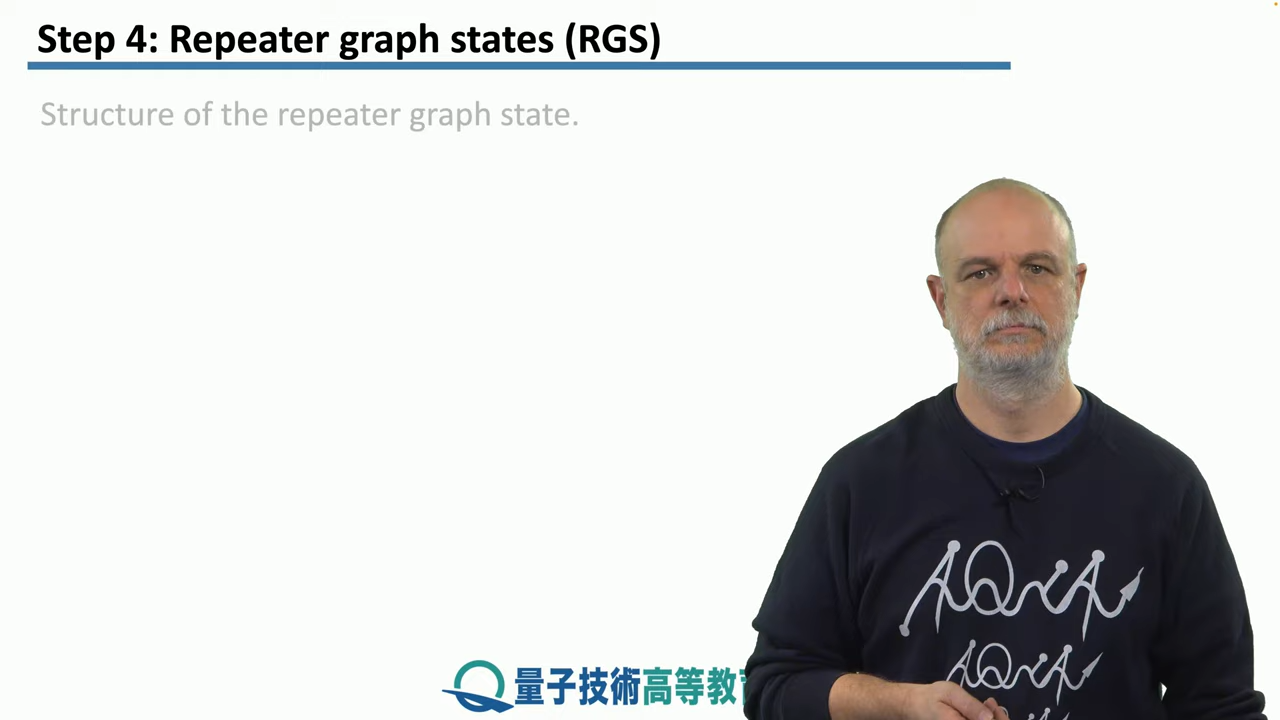 Step 4: Repeater graph states (RGS)
Structure of the repeater graph state.
量子技術高等教育
AQUA
AQUA